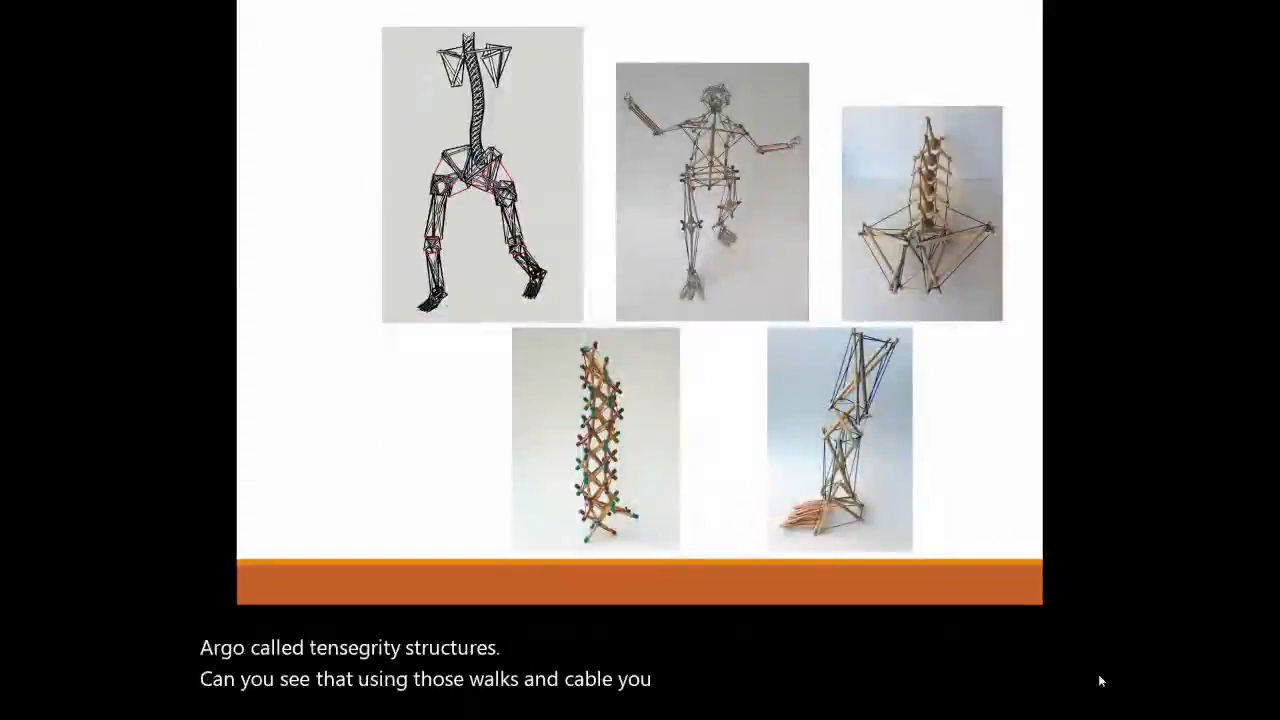 Argo called tensegrity structures.
Can you see that using those walks and cable you